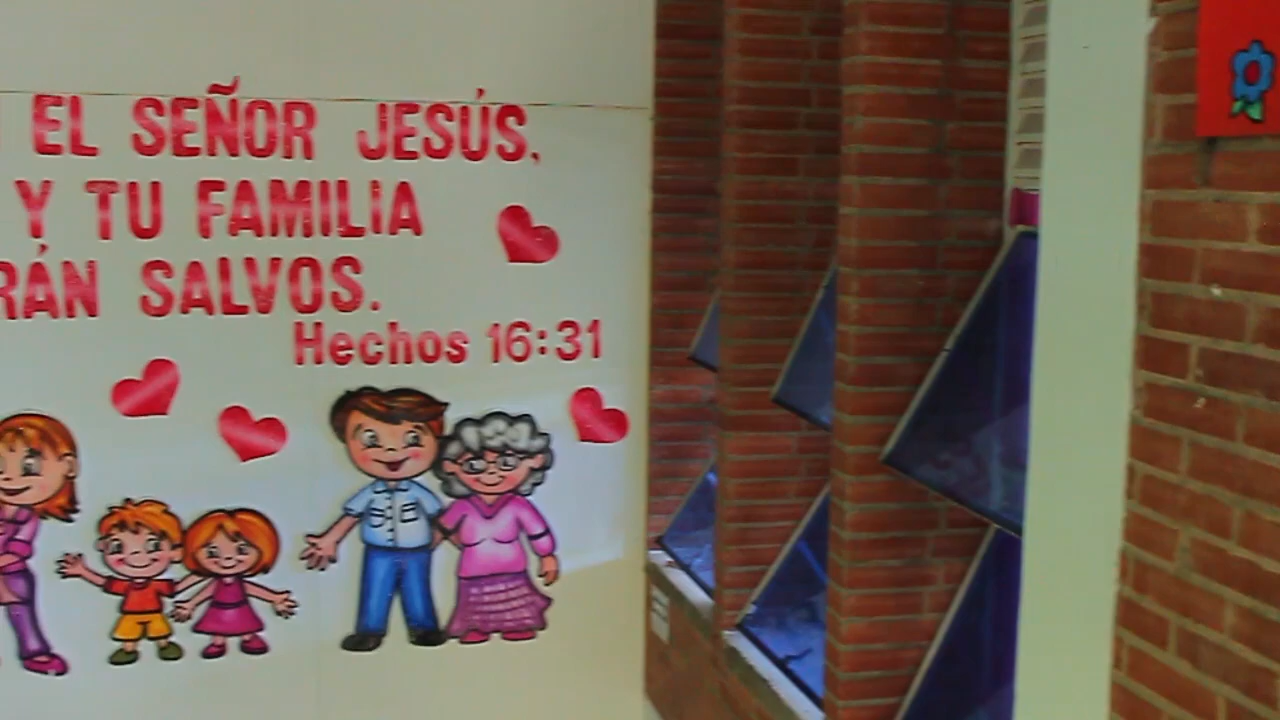 EL SEÑOR JESÚS,
Y TU FAMILIA
RÁN SALVOS.
Hechos 16:31